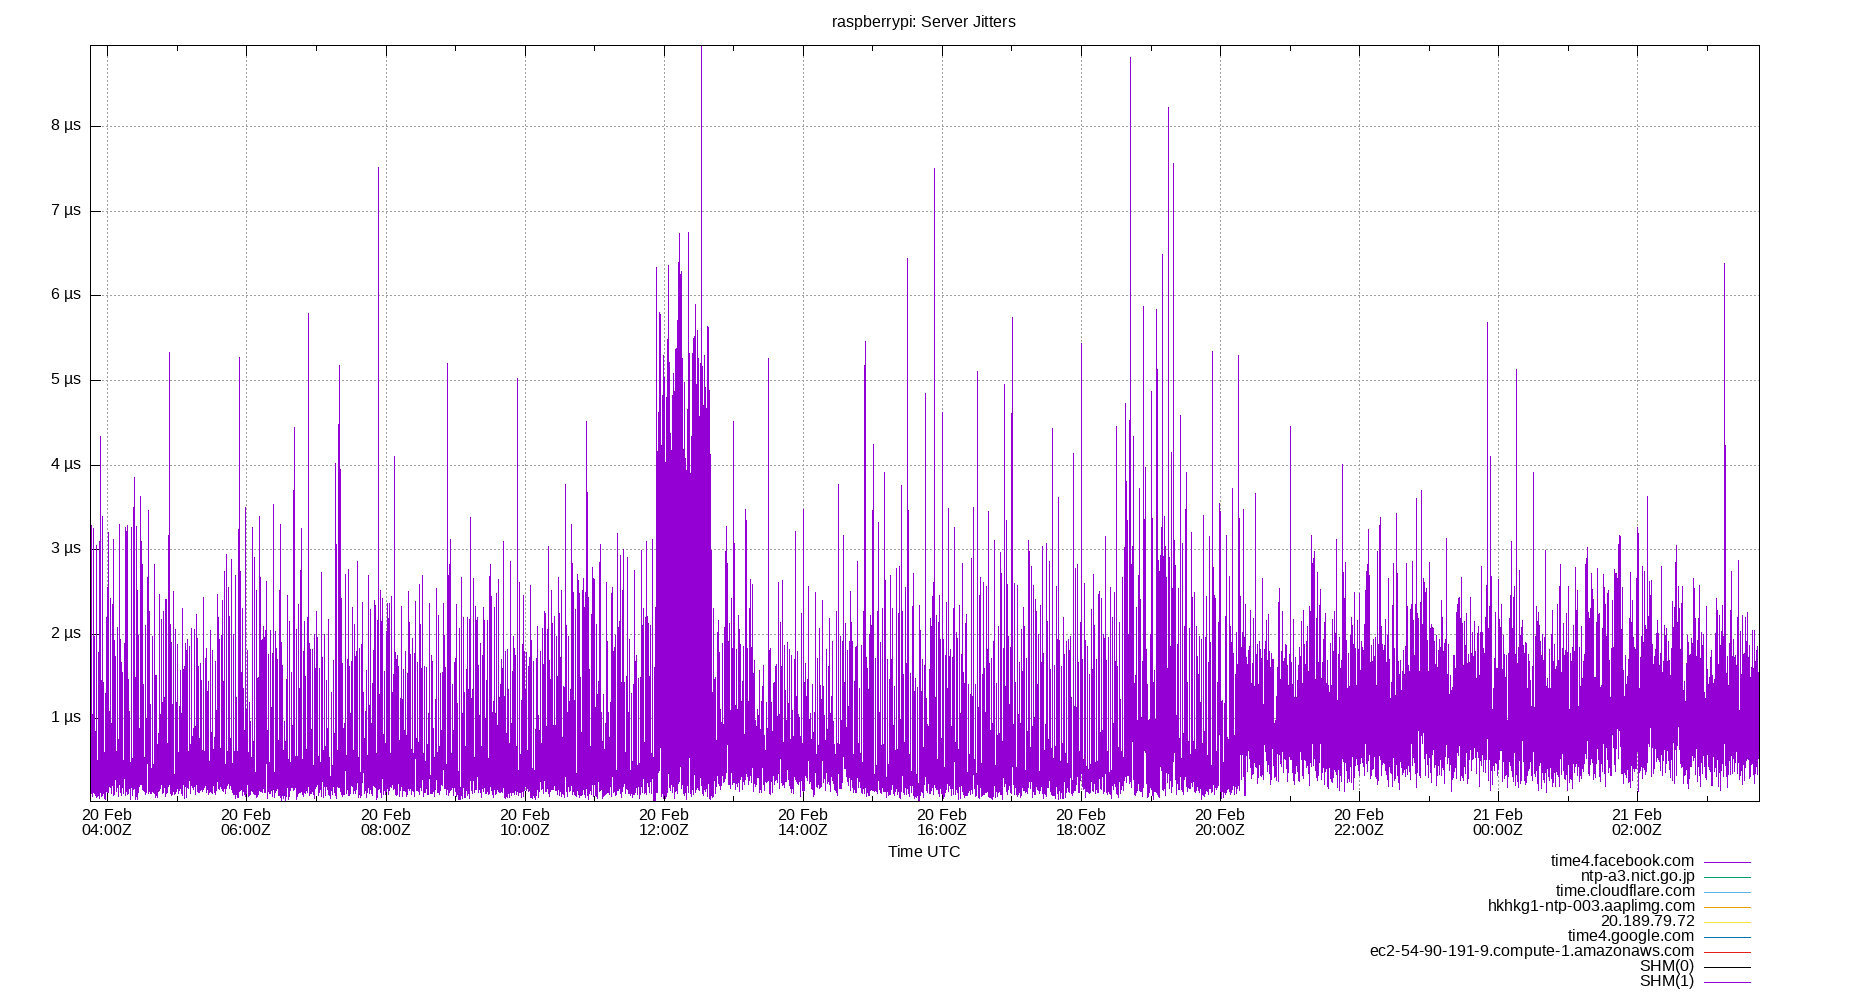 raspberrypi: Server Jitters
8 µs
7 µs
6 µs
5 µs
4 µs
3 µs
2 µs
1 µs
20 Feb 20 Feb 20 Feb 20 Feb 20 Feb 20 Feb 20 Feb 20 Feb 20 Feb 20 Feb 21 Feb 21 Feb
04:00Z 06:00Z 08:00Z 10:00Z 12:00Z 14:00Z 16:00Z 18:00Z 20:00Z 22:00Z 00:00Z 02:00Z
Time UTC
time4.facebook.com
ntp-a3.nict.go.jp
time.cloudflare.com
hkhkg1-ntp-003.aaplimg.com
20.189.79.72
time4.google.com
ec2-54-90-191-9.compute-1.amazonaws.com
SHM(0)
SHM(1)